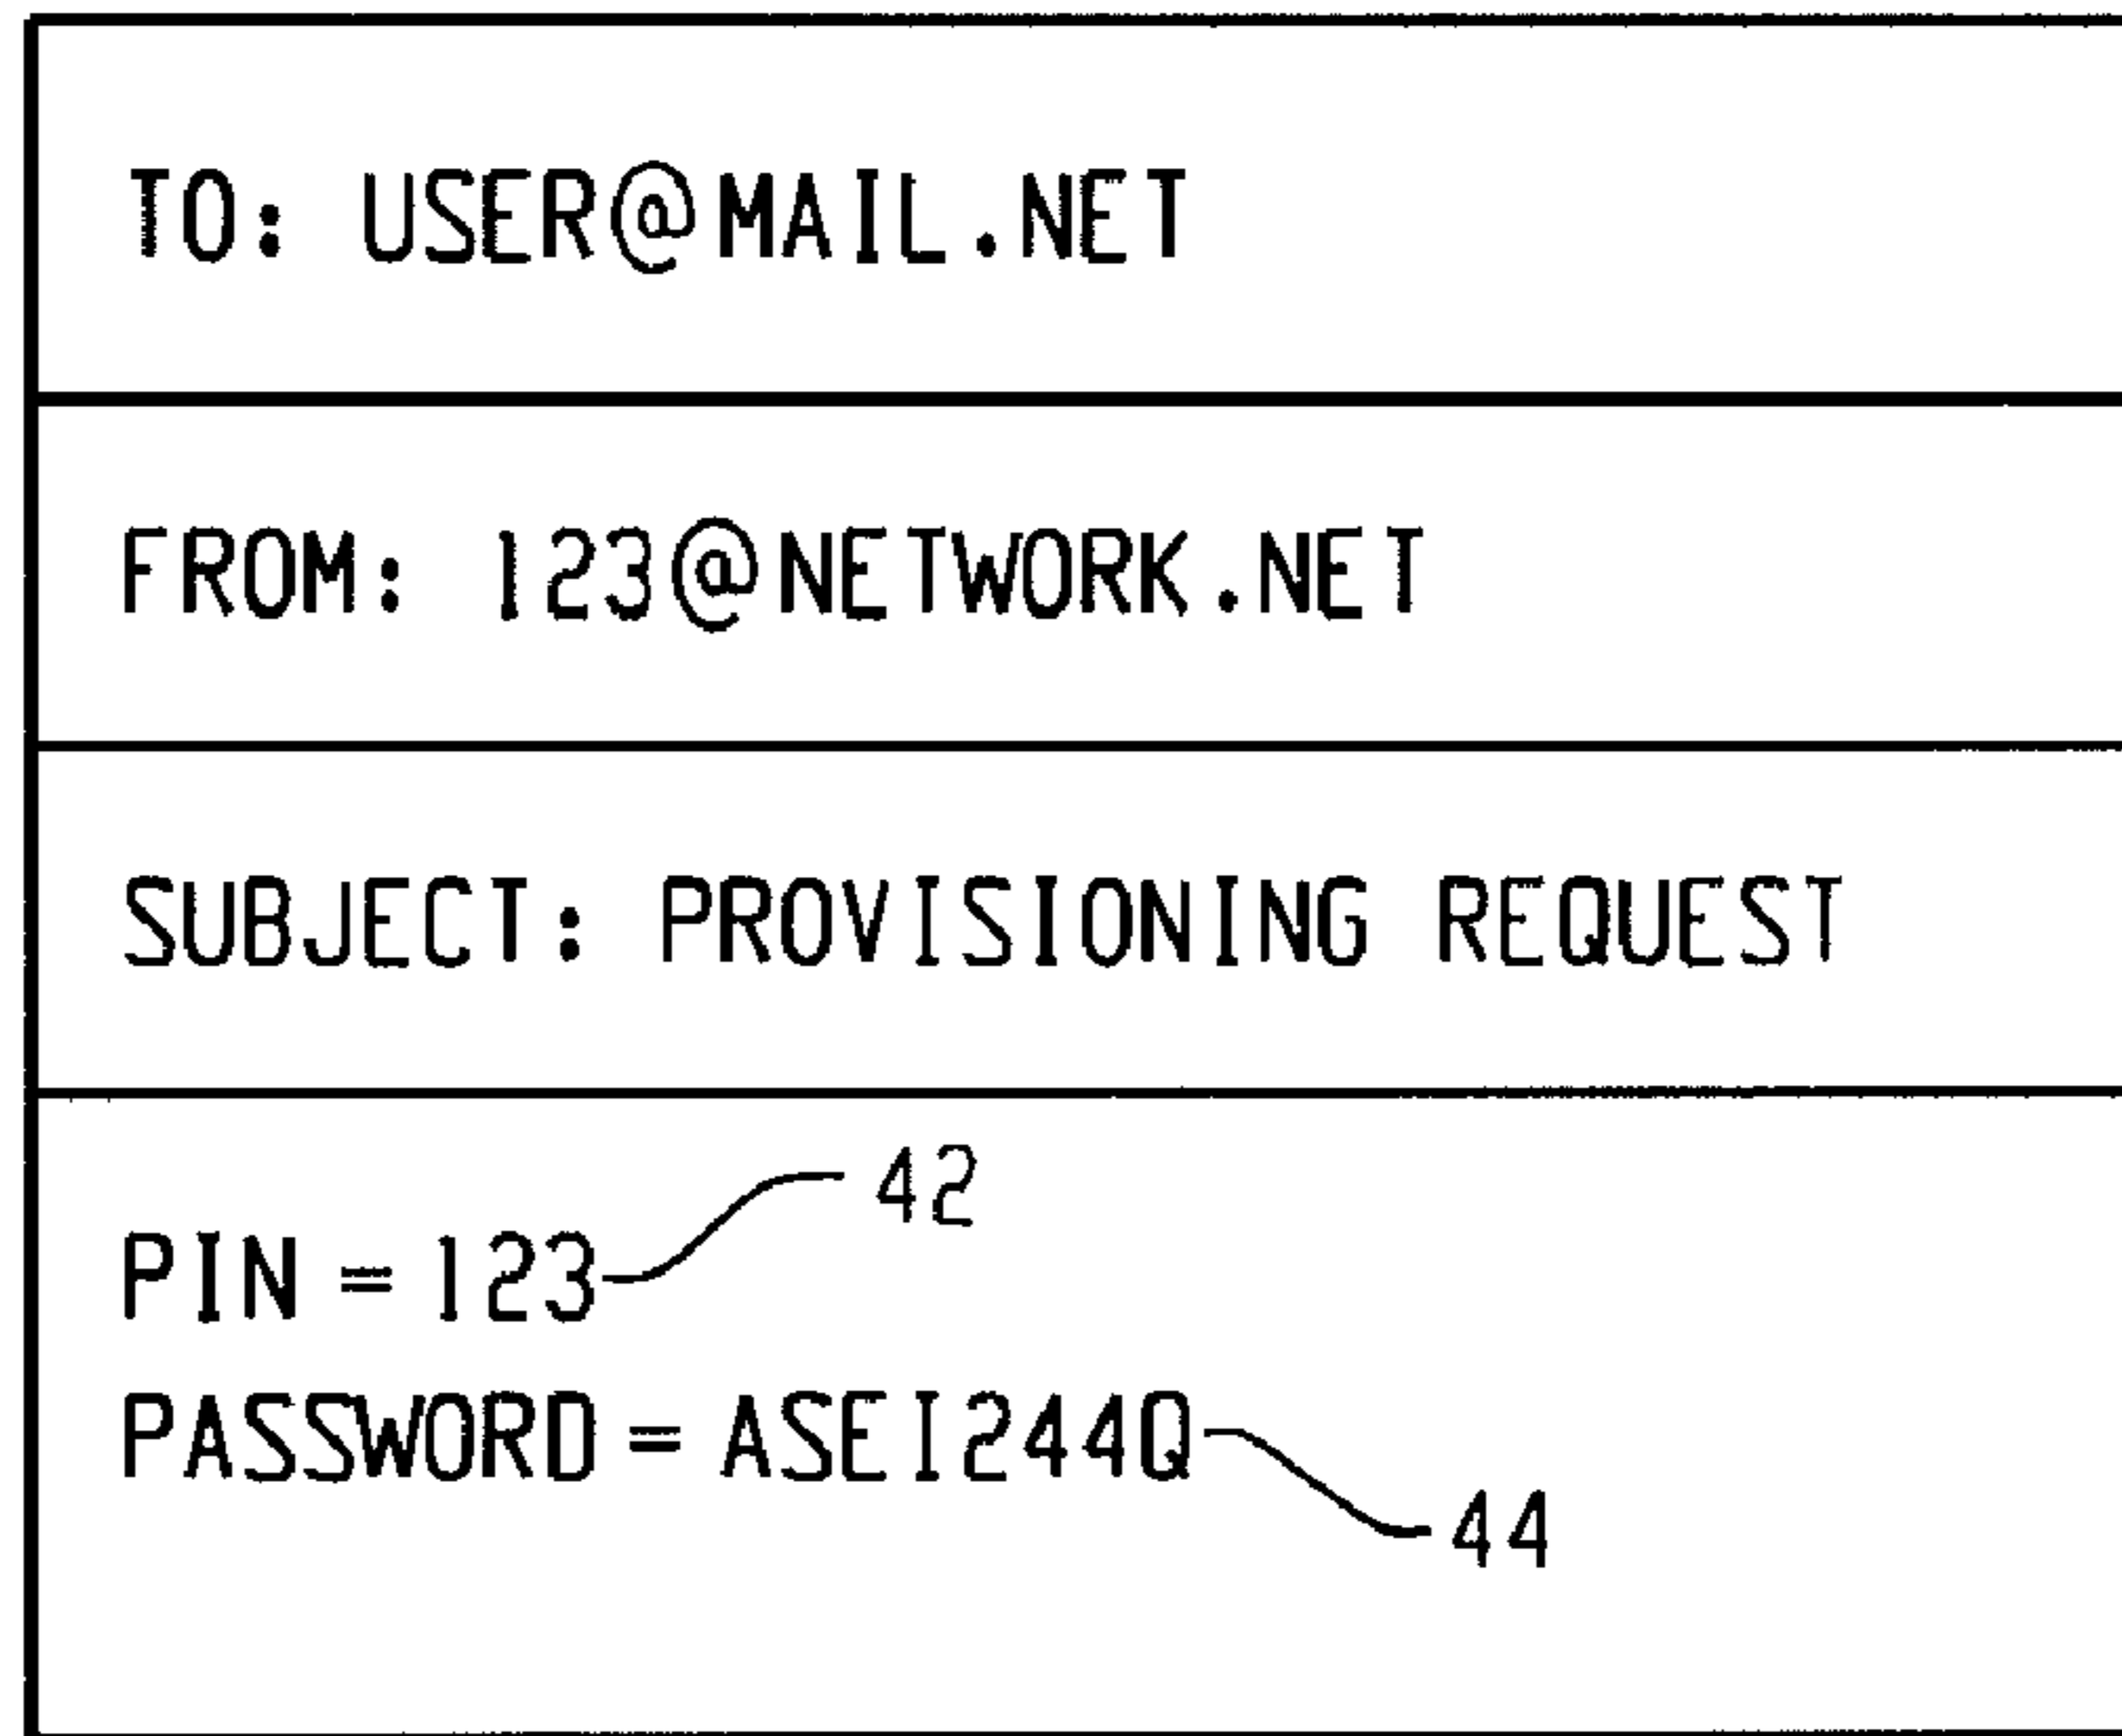 TO: USER@MAIL.NET
FROM: 123@NETWORK.NET
SUBJECT: PROVISIONING REQUEST
42
PIN = 123
PASSWORD = ASEI244Q
44